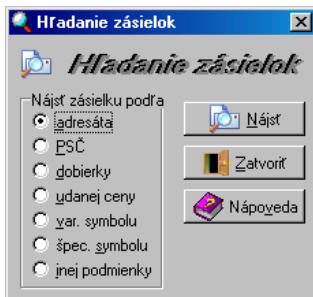 Hľadanie zásielok
Hľadanie zásielok
Nájsť zásielku podľa
adresáta
PSČ
dobierky
udanej ceny
var. symbolu
špec. symbolu
inej podmienky
Nájsť
Zatvoriť
Nápoveda